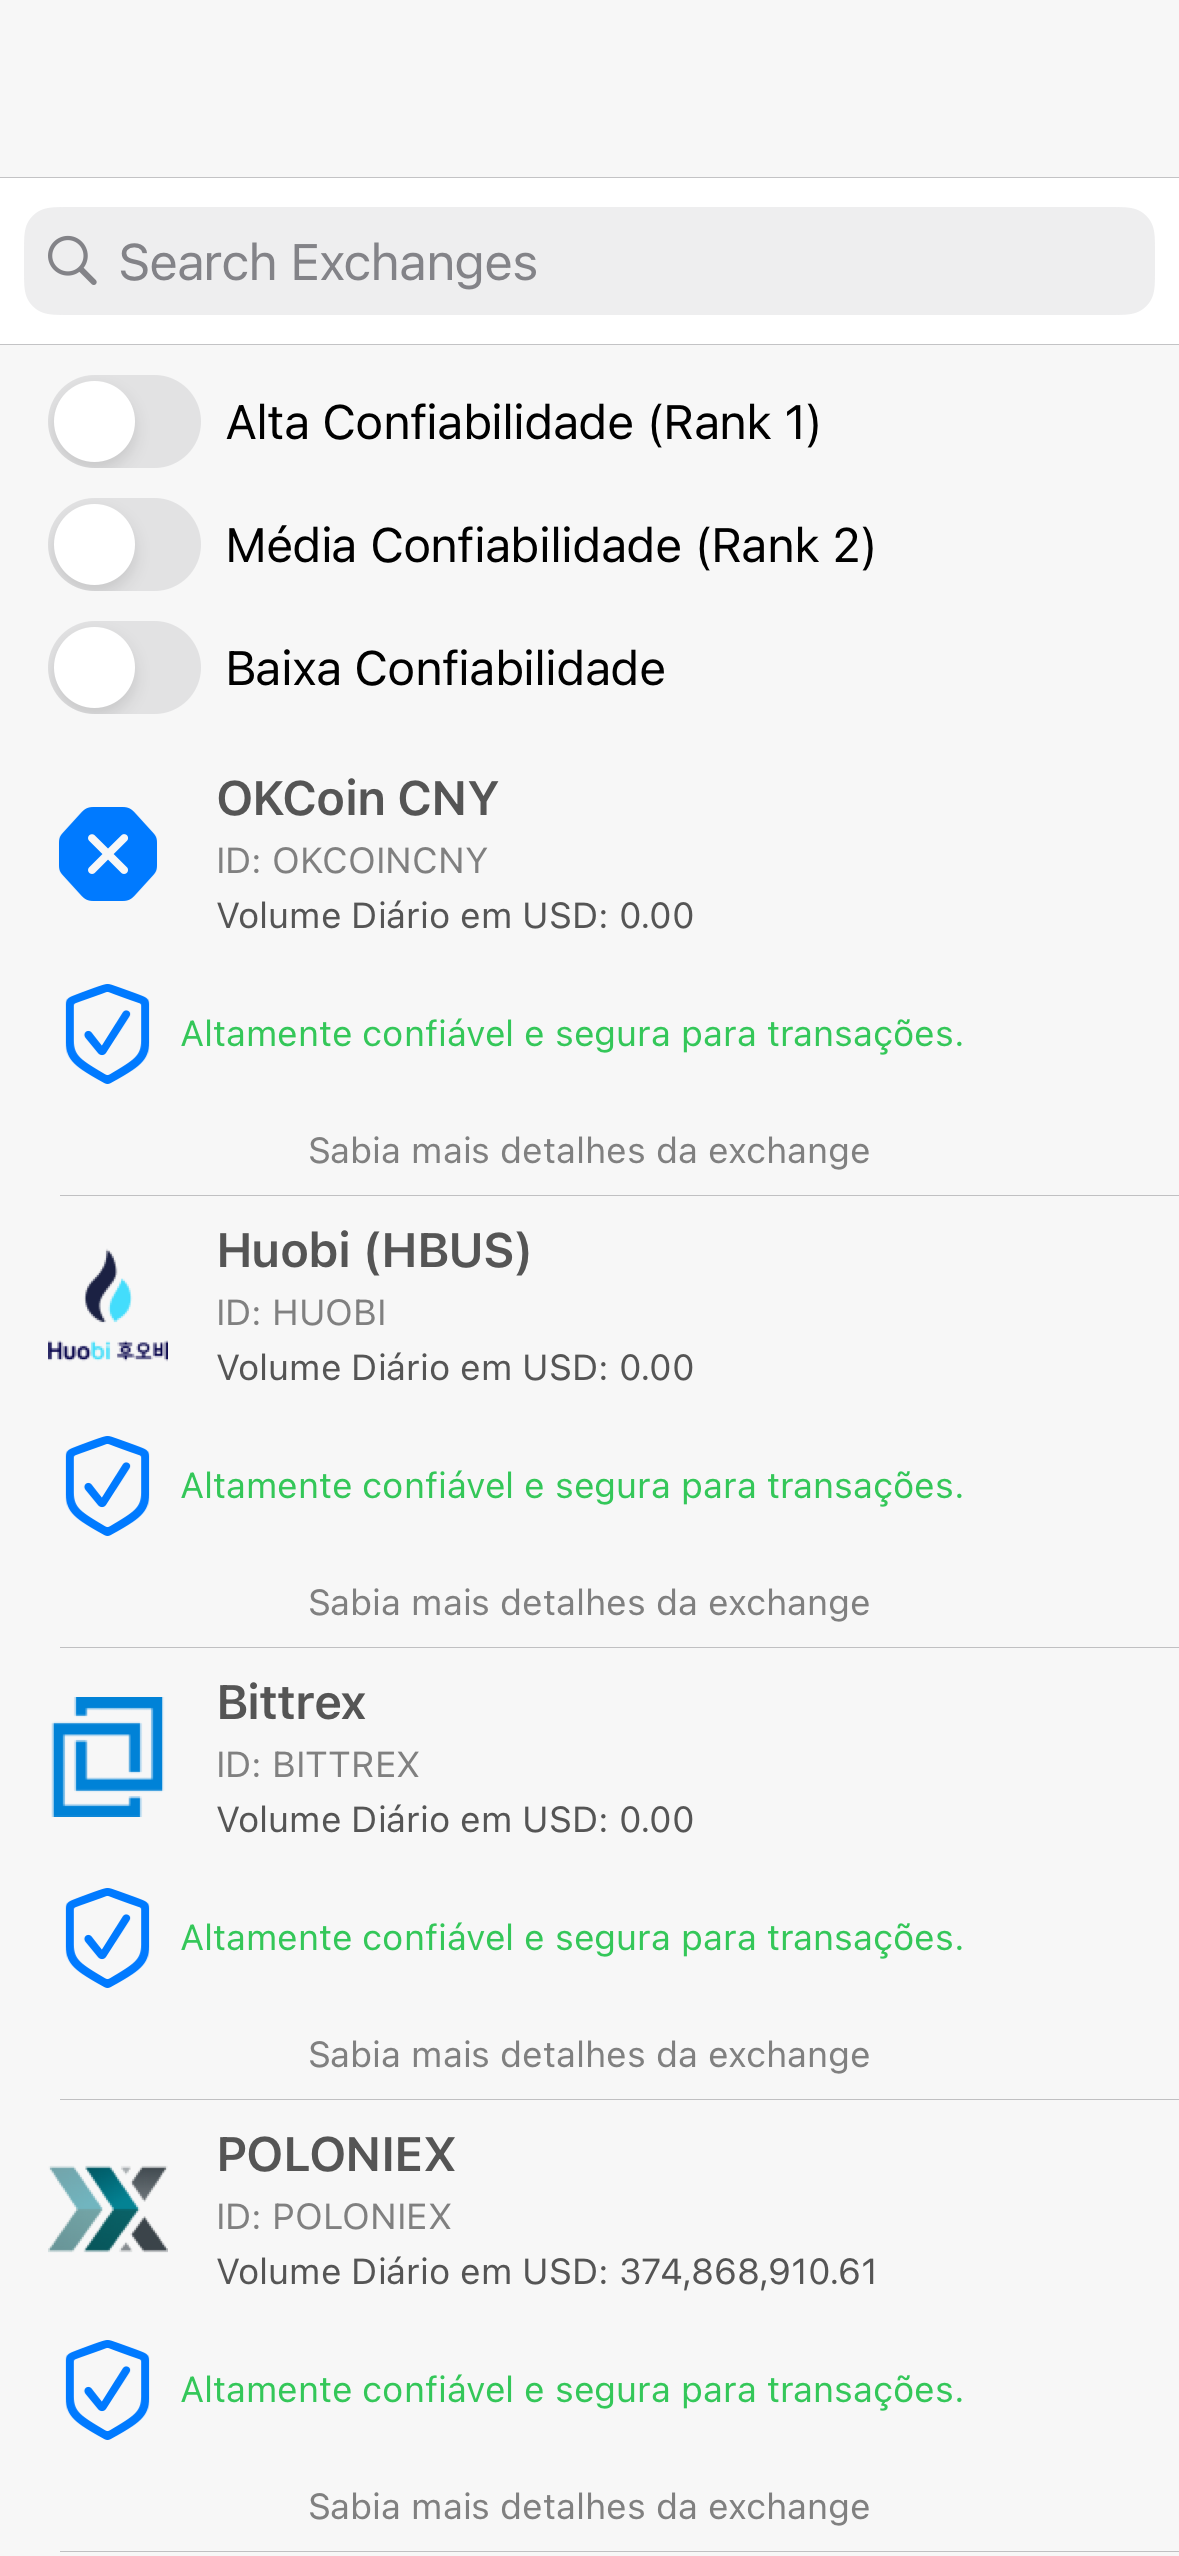 Search Exchanges
Alta Confiabilidade (Rank 1)
Média Confiabilidade (Rank 2)
Baixa Confiabilidade
OKCoin CNY
ID: OKCOINCNY
Volume Diário em USD: 0.00
Altamente confiável e segura para transações.
Sabia mais detalhes da exchange
Huobi (HBUS)
ID: HUOBI
Huobi 후오비
Volume Diário em USD: 0.00
Altamente confiável e segura para transações.
Sabia mais detalhes da exchange
Bittrex
ID: BITTREX
Volume Diário em USD: 0.00
Altamente confiável e segura para transações.
Sabia mais detalhes da exchange
POLONIEX
ID: POLONIEX
Volume Diário em USD: 374,868,910.61
Altamente confiável e segura para transações.
Sabia mais detalhes da exchange